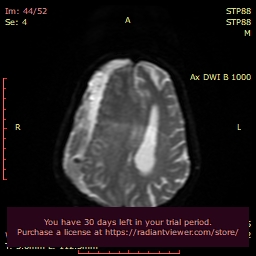 Im: 44/52
Se: 4
A
STP88
STP88
M
Ax DWI B 1000
R
L
You have 30 days left in your trial period.
Purchase a license at https://radiantviewer.com/store/